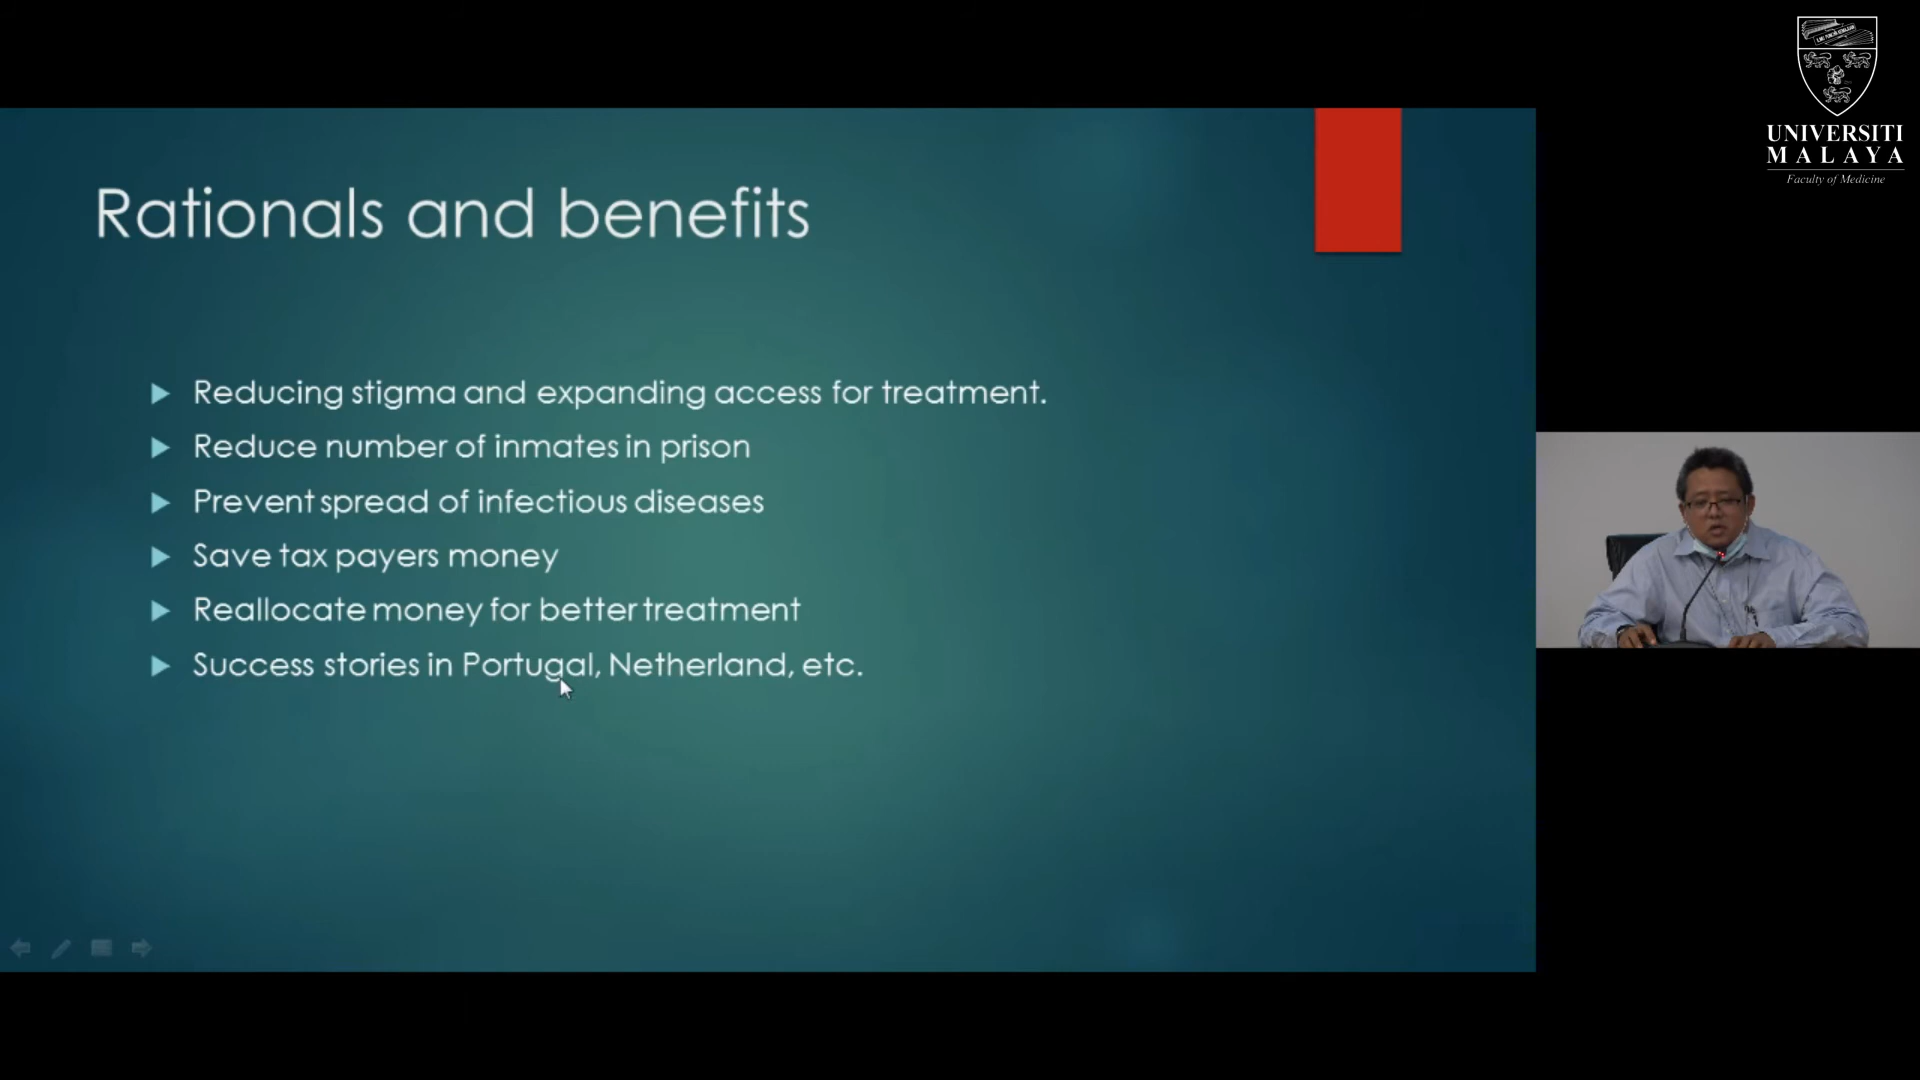 Rationals and benefits
Reducing stigma and expanding access for treatment.
Reduce number of inmates in prison
Prevent spread of infectious diseases
Save tax payers money
Reallocate money for better treatment
Success stories in Portugal, Netherland, etc.
UNIVERSITI
MALAYA
Faculty of Medicine